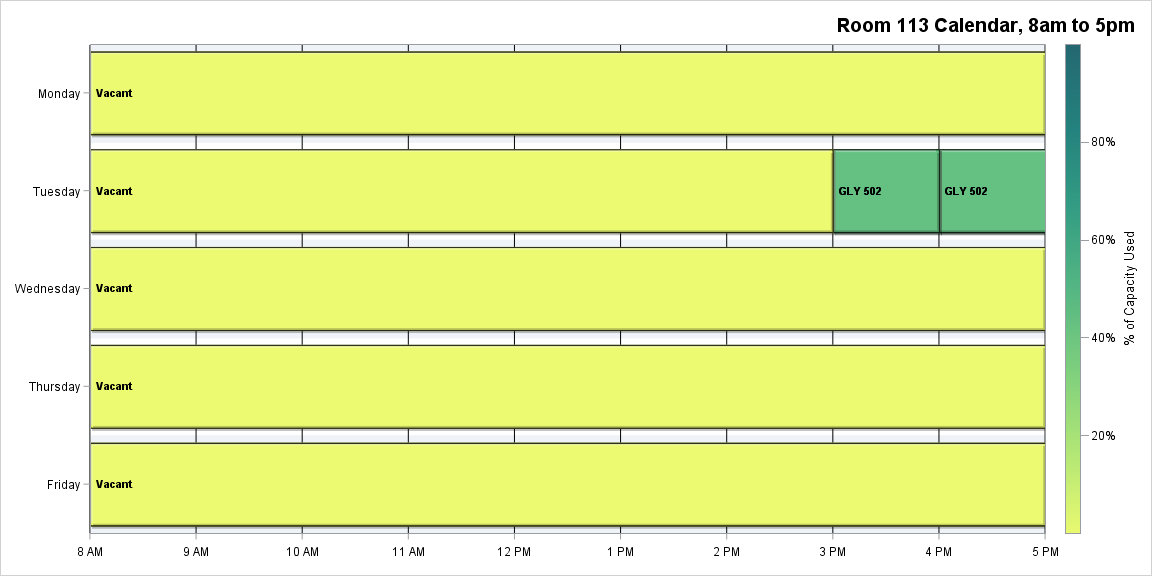 Room 113 Calendar, 8am to 5pm
Monday
Vacant
Tuesday
Vacant
GLY 502
GLY 502
Wednesday
Vacant
Thursday
Vacant
Friday
Vacant
8 AM
9 AM
10 AM
11 AM
12 PM
1 PM
2 PM
3 PM
4 PM
5 PM
80%
60%
40%
20%
% of Capacity Used